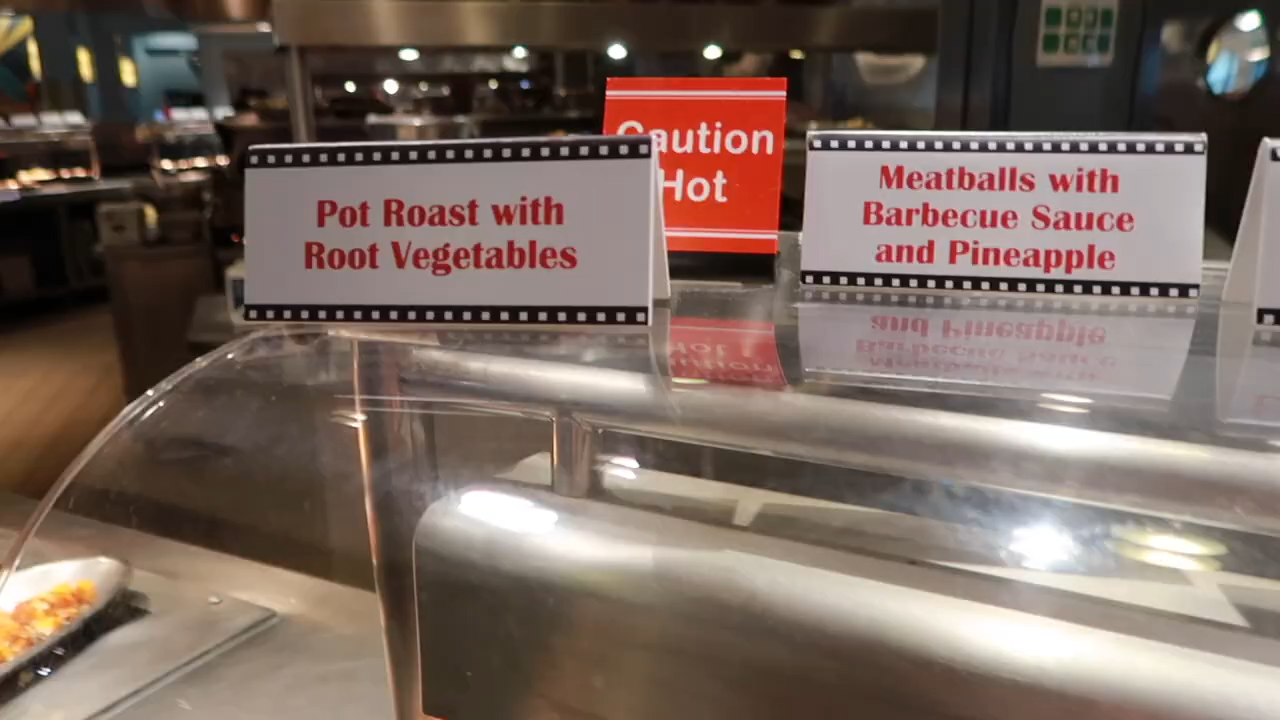 Pot Roast with
Root Vegetables
Caution
Hot
Meatballs with
Barbecue Sauce
and Pineapple